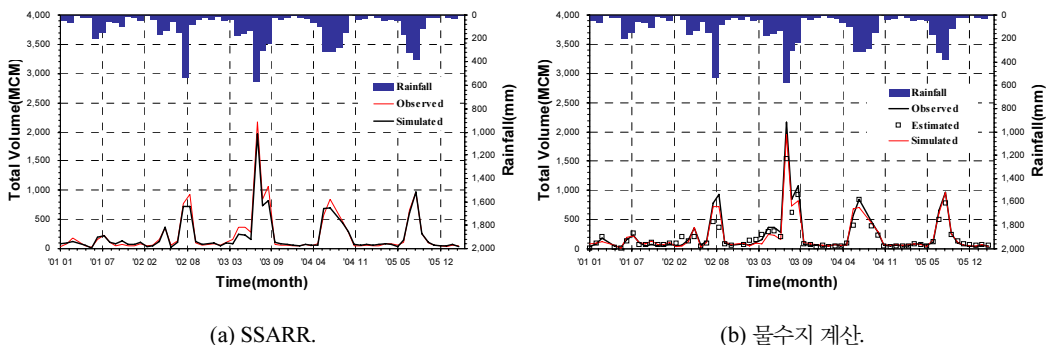 4,000
3,500
3,000
2,500
2,000
1,500
1,000
500
0
Total Volume(MCM)
0
200
400
600
800
1,000
1,200
1,400
1,600
1,800
2,000
Rainfall(mm)
Rainfall
Observed
Simulated
'01 01 '01 07 '02 02 '02 08 '03 03 '03 09 '04 04 '04 11 '05 05 '05 12
Time(month)
(a) SSARR.
4,000
3,500
3,000
2,500
2,000
1,500
1,000
500
0
Total Volume(MCM)
0
200
400
600
800
1,000
1,200
1,400
1,600
1,800
2,000
Rainfall(mm)
Rainfall
Observed
Estimated
Simulated
'01 01 '01 07 '02 02 '02 08 '03 03 '03 09 '04 04 '04 11 '05 05 '05 12
Time(month)
(b) 물수지 계산.